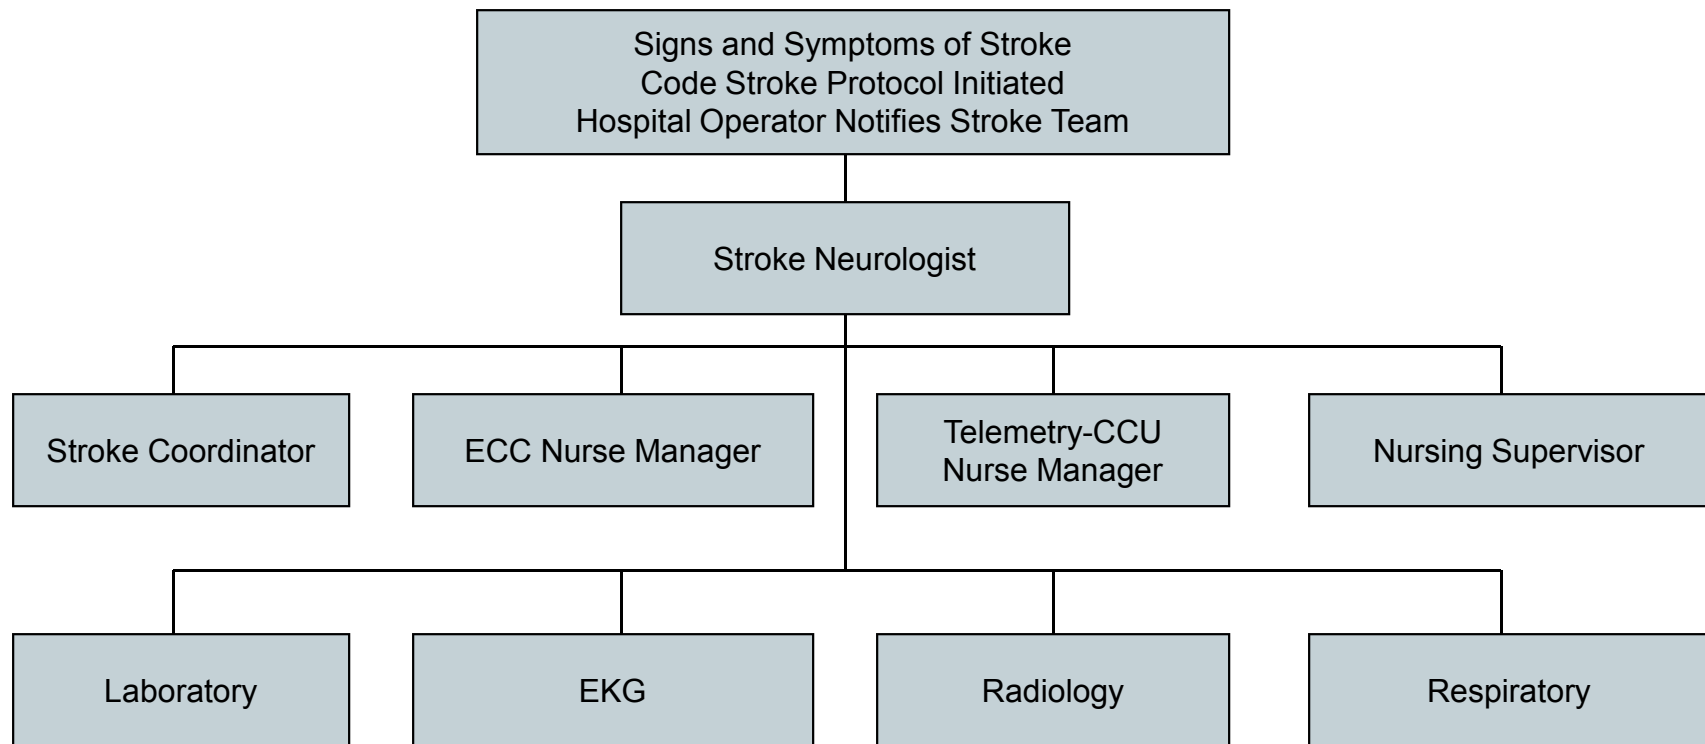 Signs and Symptoms of Stroke
Code Stroke Protocol Initiated
Hospital Operator Notifies Stroke Team
Stroke Neurologist
Stroke Coordinator
ECC Nurse Manager
Telemetry-CCU
Nurse Manager
Nursing Supervisor
Laboratory
EKG
Radiology
Respiratory